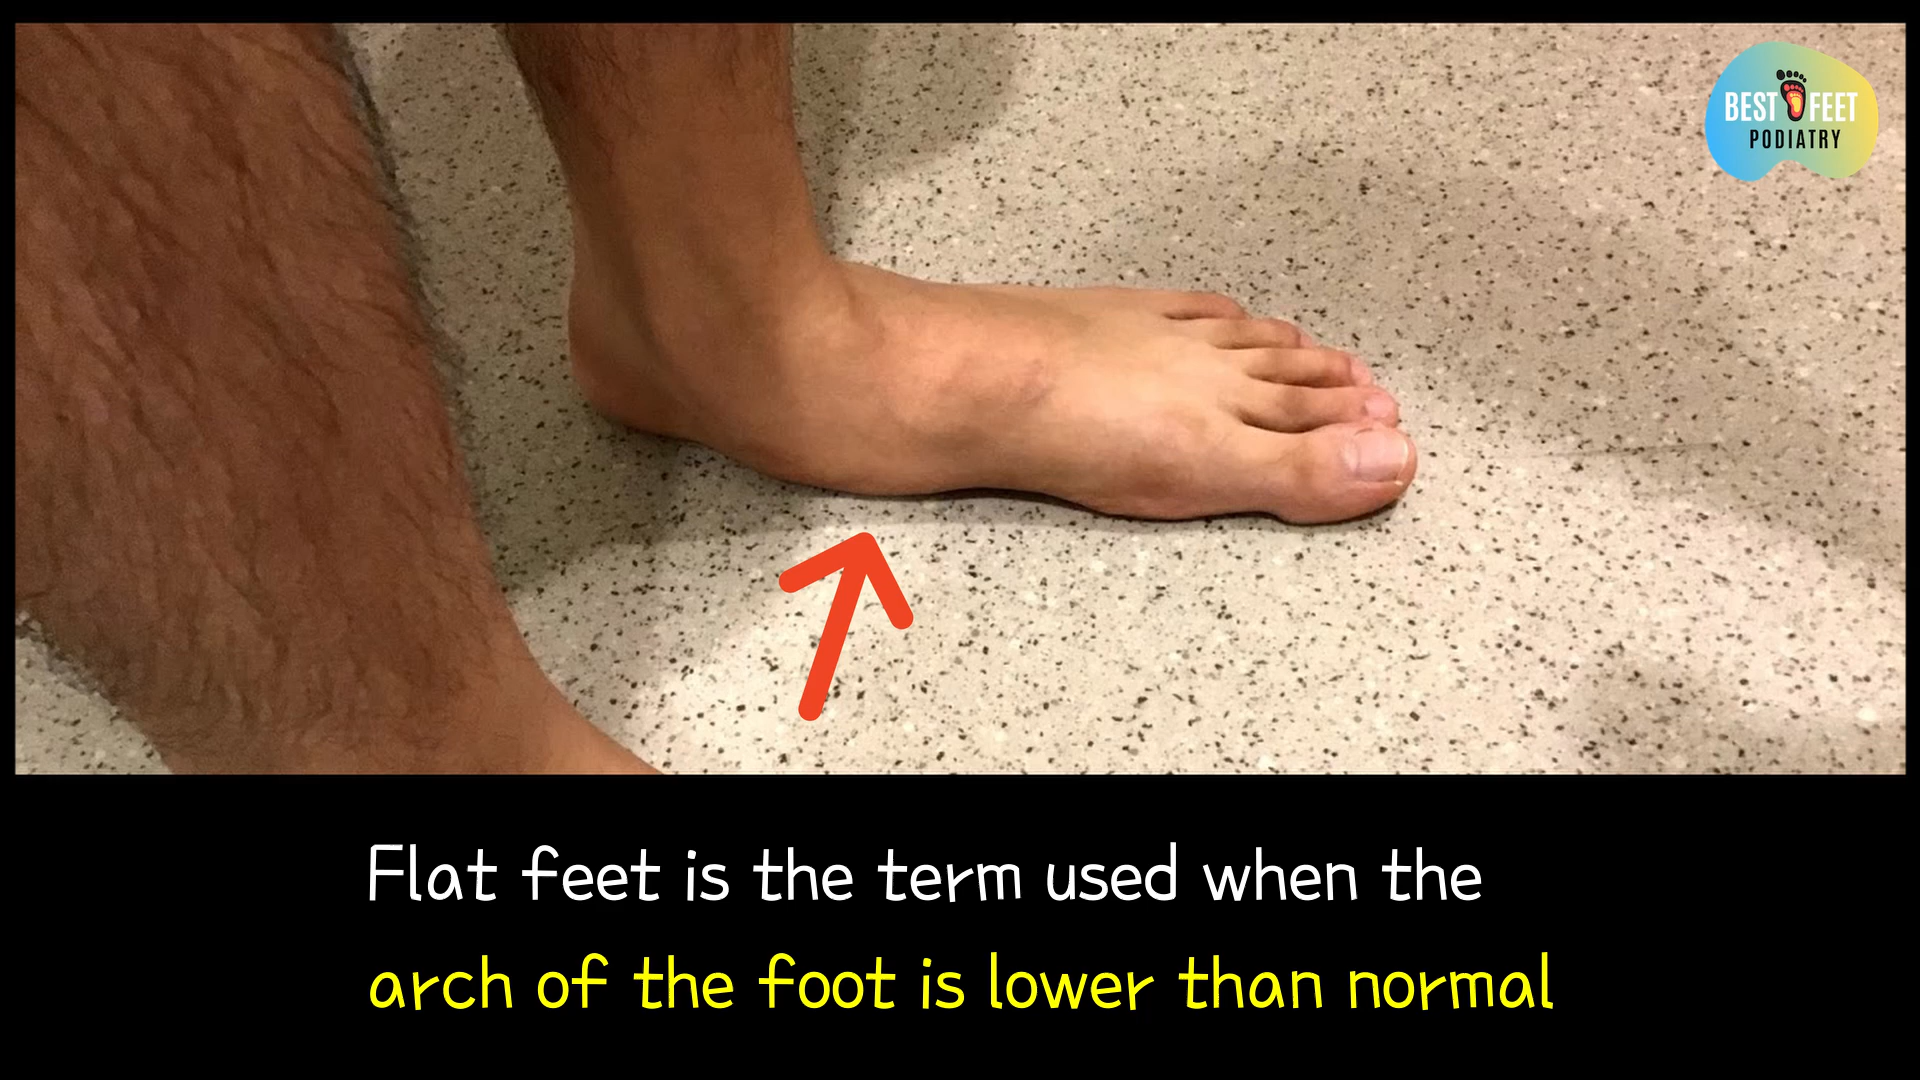 BEST FEET
PODIATRY
Flat feet is the term used when the
arch of the foot is lower than normal